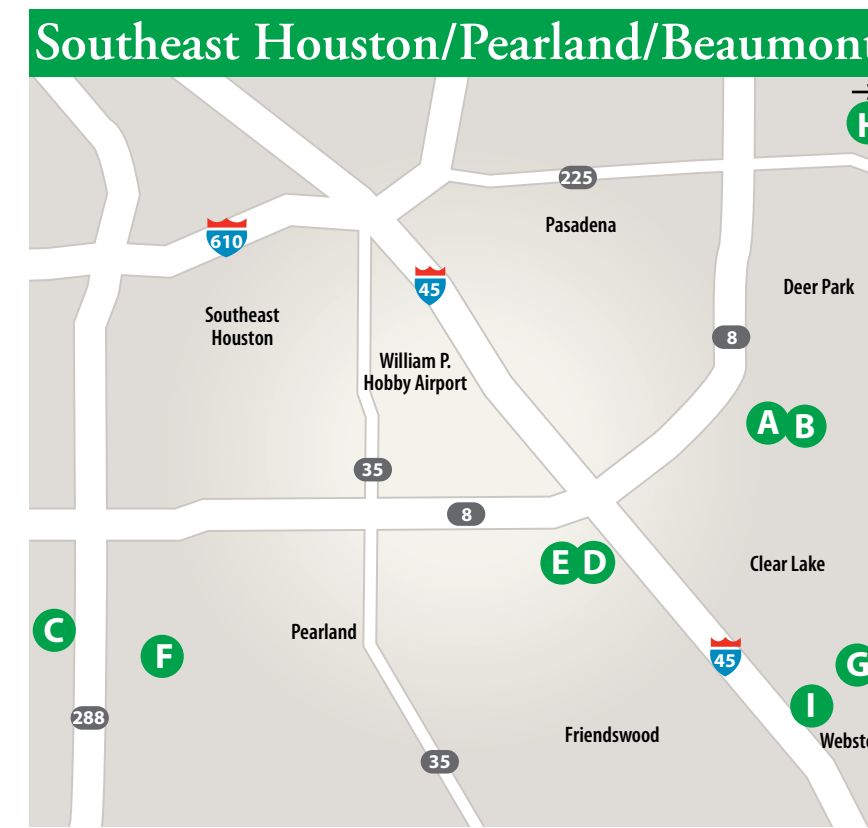 Southeast Houston/Pearland/Beaumont
H
225
Pasadena
610
45
Deer Park
Southeast
Houston
8
William P.
Hobby Airport
A B
35
8
E D
Clear Lake
C
Pearland
F
45
G
I
288
Friendswood
35